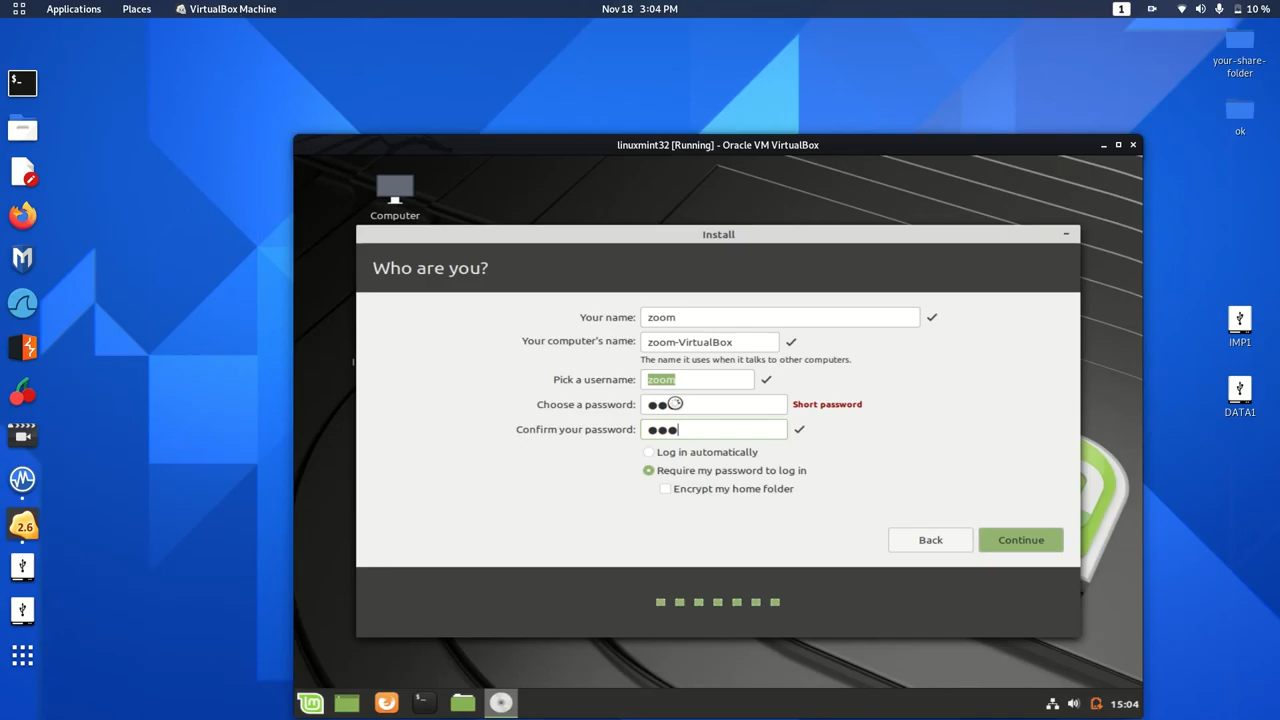 Applications Places VirtualBox Machine Nov 18 3:04 PM 1 10 %
your-share-folder
ok
linuxmint32 [Running] - Oracle VM VirtualBox
Computer
Install
Who are you?
Your name: zoom
Your computer's name: zoom-VirtualBox
The name it uses when it talks to other computers.
Pick a username: zoom
Choose a password: Short password
Confirm your password:
Log in automatically
Require my password to log in
Encrypt my home folder
Back Continue
IMP1
DATA1
$_
2.6
15:04